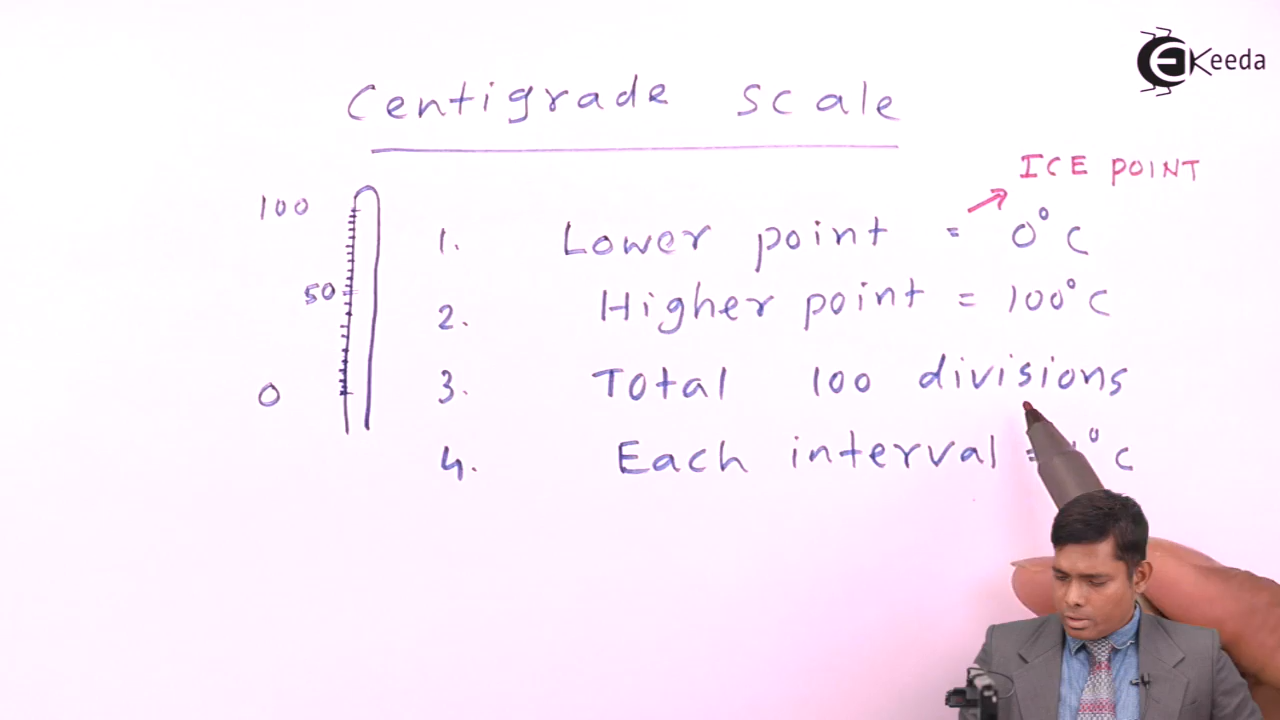 EKeeda
Centigrade scale
ICE POINT
100
50
0
1. Lower point = 0°C
2. Higher point = 100°C
3. Total 100 divisions
4. Each interval = °C